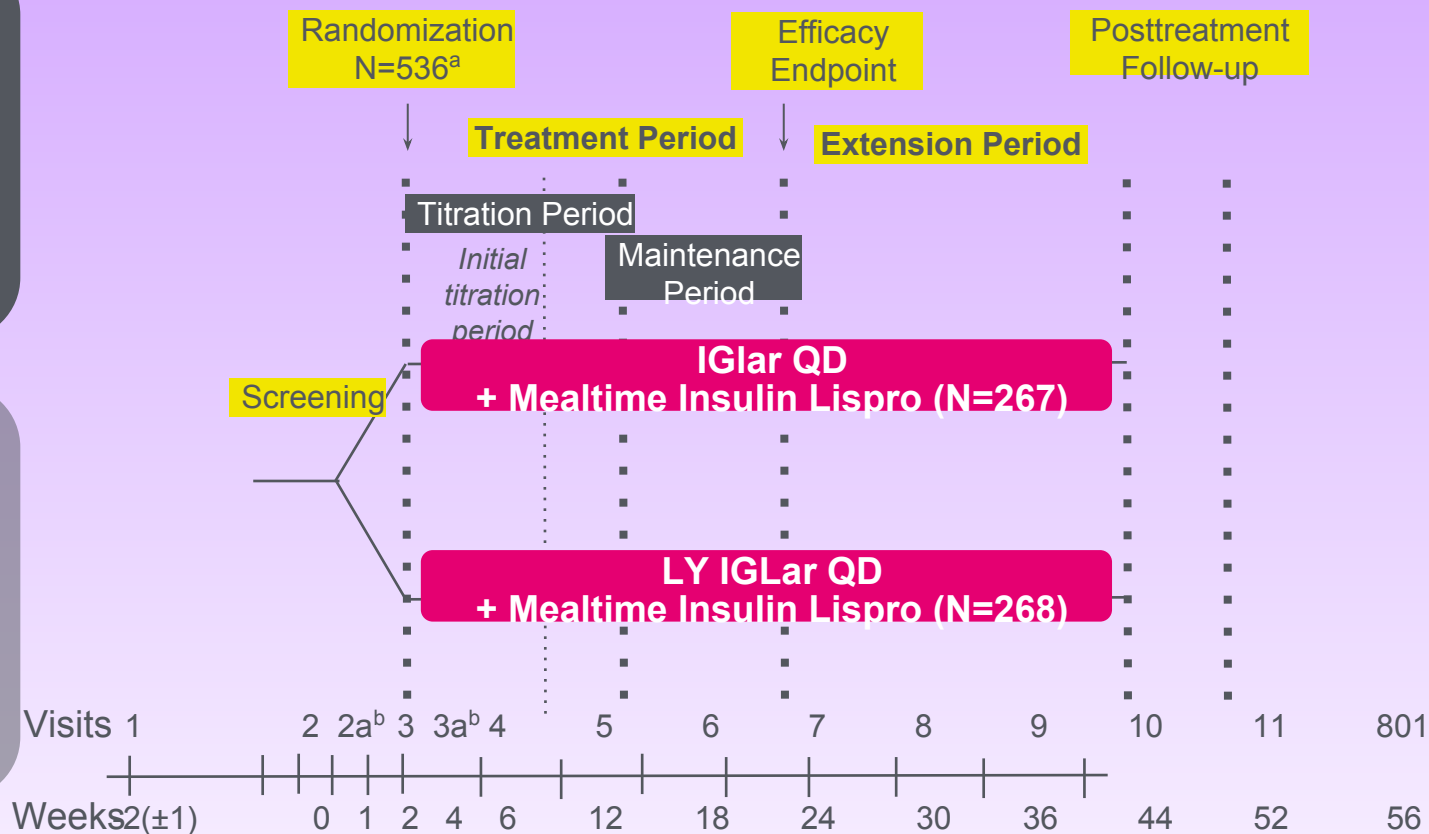 Randomization
N=536a
Efficacy
Endpoint
Posttreatment
Follow-up
Treatment Period
Extension Period
Titration Period
Initial
titration
period
Maintenance
Period
IGlar QD
+ Mealtime Insulin Lispro (N=267)
Screening
LY IGLar QD
+ Mealtime Insulin Lispro (N=268)
Visits 1 2 2ab 3 3ab 4 5 6 7 8 9 10 11 801
Weeks 2(±1) 0 1 2 4 6 12 18 24 30 36 44 52 56